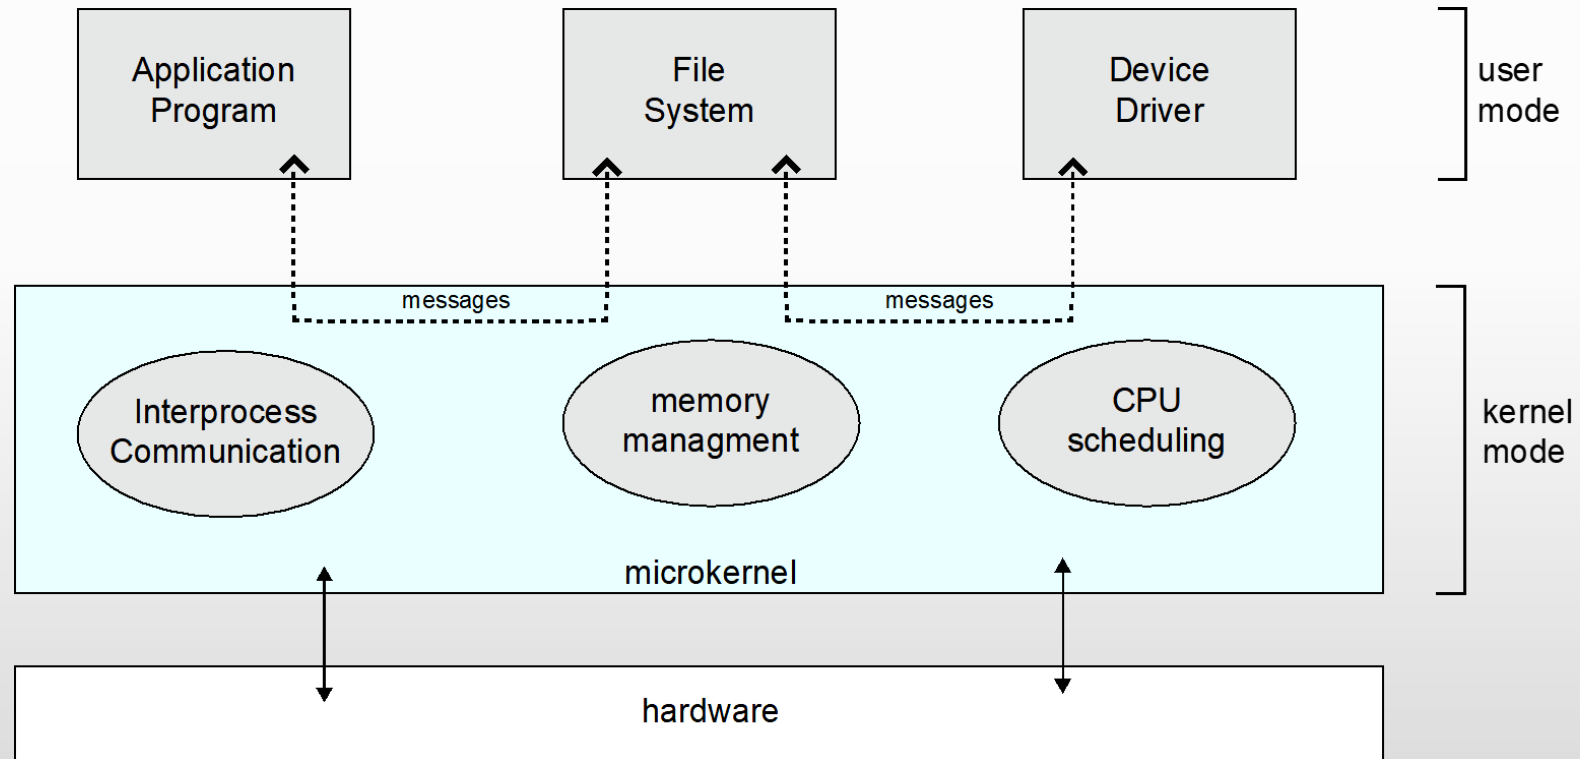 Application
Program
File
System
Device
Driver
user
mode
messages
messages
Interprocess
Communication
memory
managment
CPU
scheduling
kernel
mode
microkernel
hardware